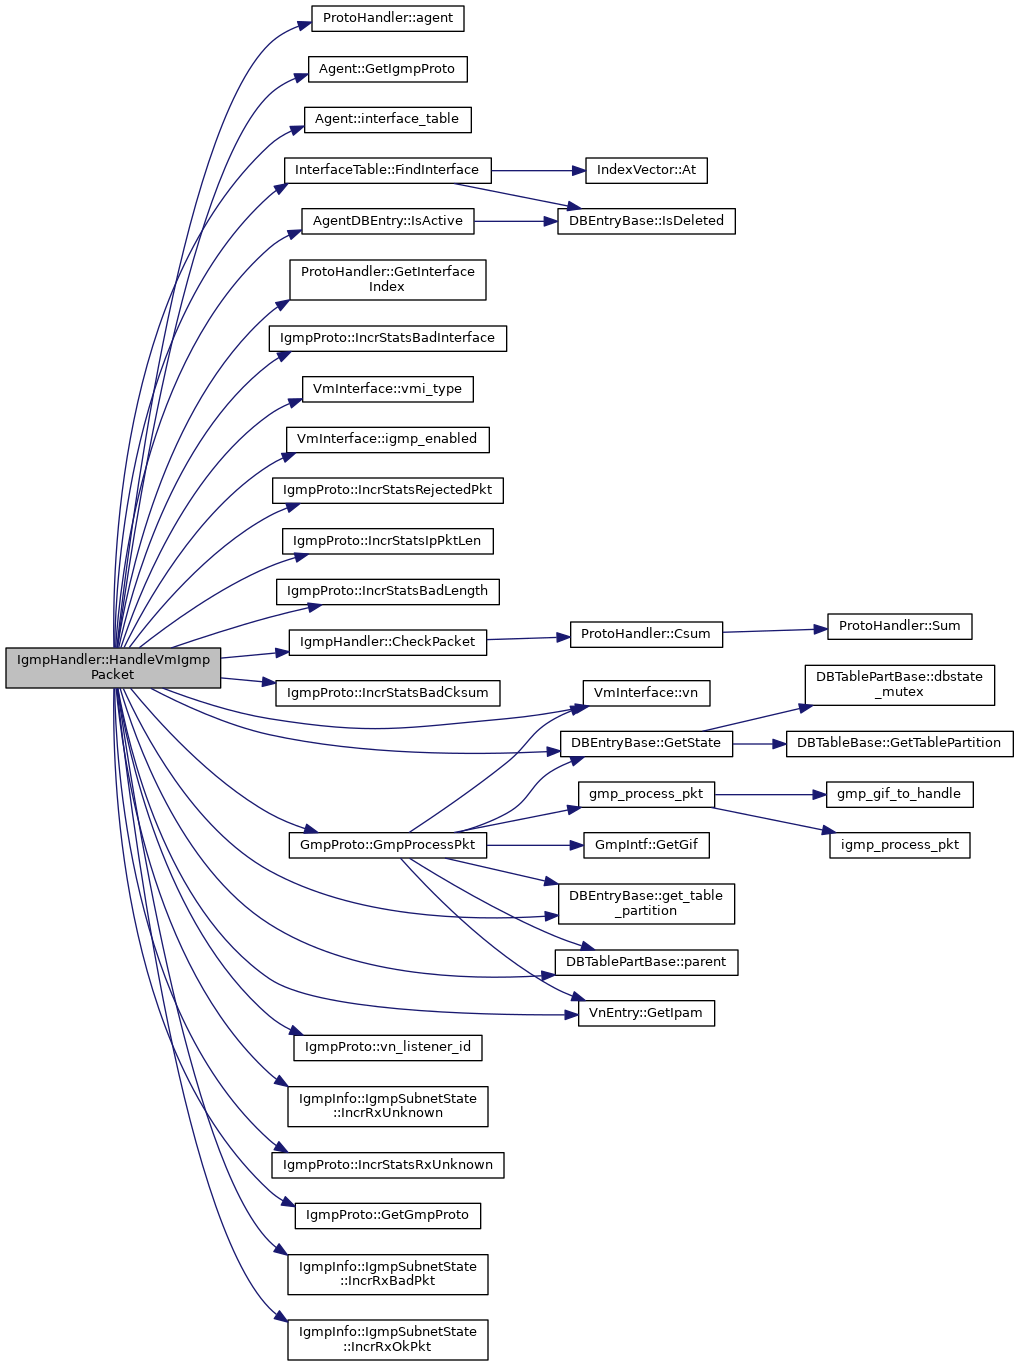 ProtoHandler::agent
Agent::GetIgmpProto
Agent::interface_table
InterfaceTable::FindInterface
IndexVector::At
AgentDBEntry::IsActive
DBEntryBase::IsDeleted
ProtoHandler::GetInterface
Index
IgmpProto::IncrStatsBadInterface
VmInterface::vmi_type
VmInterface::igmp_enabled
IgmpProto::IncrStatsRejectedPkt
IgmpProto::IncrStatsIpPktLen
IgmpProto::IncrStatsBadLength
IgmpHandler::CheckPacket
ProtoHandler::Csum
ProtoHandler::Sum
IgmpHandler::HandleVmIgmp
Packet
IgmpProto::IncrStatsBadCksum
VmInterface::vn
DBTablePartBase::dbstate
_mutex
DBEntryBase::GetState
DBTableBase::GetTablePartition
gmp_process_pkt
gmp_gif_to_handle
GmpProto::GmpProcessPkt
GmpIntf::GetGif
igmp_process_pkt
DBEntryBase::get_table
_partition
DBTablePartBase::parent
VnEntry::GetIpam
IgmpProto::vn_listener_id
IgmpInfo::IgmpSubnetState
::IncrRxUnknown
IgmpProto::IncrStatsRxUnknown
IgmpProto::GetGmpProto
IgmpInfo::IgmpSubnetState
::IncrRxBadPkt
IgmpInfo::IgmpSubnetState
::IncrRxOkPkt